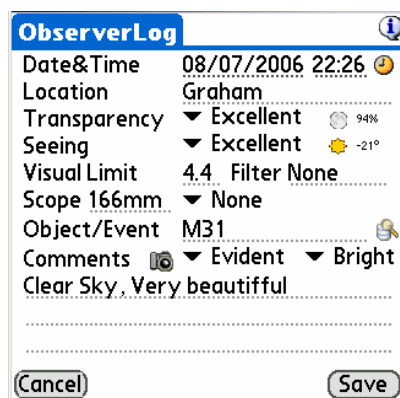 ObserverLog
Date&Time 08/07/2006 22:26
Location Graham
Transparency Excellent 94%
Seeing Excellent -21°
Visual Limit 4.4 Filter None
Scope 166mm None
Object/Event M31
Comments Evident Bright
Clear Sky, Very beautifful
Cancel Save